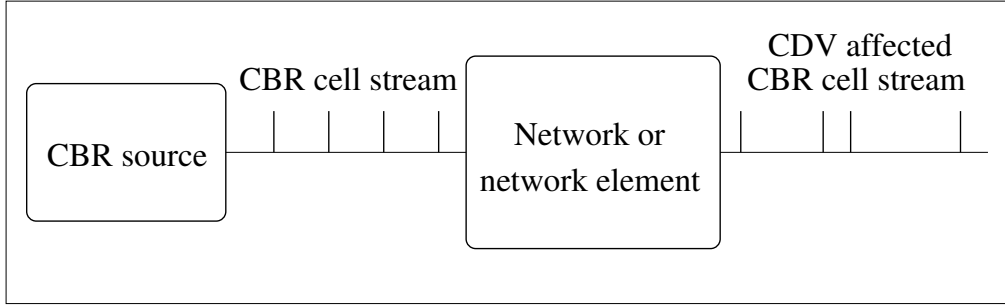 CBR source
CBR cell stream
Network or
network element
CDV affected
CBR cell stream